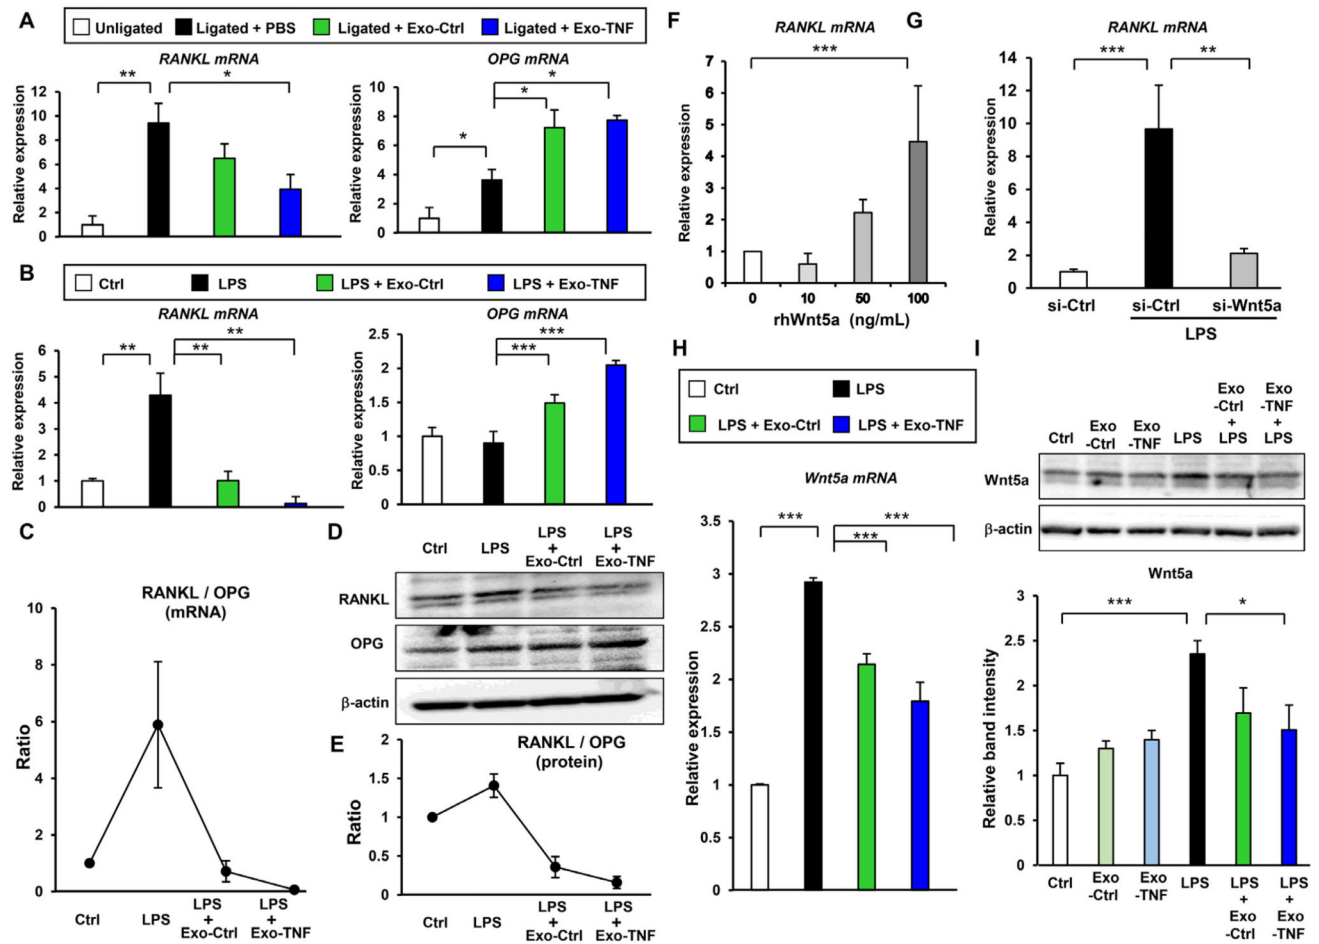 A
Unligated
Ligated + PBS
Ligated + Exo-Ctrl
Ligated + Exo-TNF
RANKL mRNA
Relative expression
12
10
8
6
4
2
0
**
*
OPG mRNA
Relative expression
10
8
6
4
2
0
*
*
*
B
Ctrl
LPS
LPS + Exo-Ctrl
LPS + Exo-TNF
RANKL mRNA
Relative expression
6
5
4
3
2
1
0
**
**
**
OPG mRNA
Relative expression
2.5
2
1.5
1
0.5
0
***
***
C
RANKL / OPG
(mRNA)
Ratio
10
8
6
4
2
0
Ctrl
LPS
LPS
+
Exo-Ctrl
LPS
+
Exo-TNF
D
Ctrl
LPS
LPS
+
Exo-Ctrl
LPS
+
Exo-TNF
RANKL
OPG
β-actin
E
RANKL / OPG
(protein)
Ratio
2
1.5
1
0.5
0
Ctrl
LPS
LPS
+
Exo-Ctrl
LPS
+
Exo-TNF
F
RANKL mRNA
***
Relative expression
7
6
5
4
3
2
1
0
0
10
50
100
rhWnt5a (ng/mL)
G
RANKL mRNA
***
**
Relative expression
14
12
10
8
6
4
2
0
si-Ctrl
si-Ctrl
si-Wnt5a
LPS
H
Ctrl
LPS
LPS + Exo-Ctrl
LPS + Exo-TNF
Wnt5a mRNA
***
***
***
Relative expression
3.5
3
2.5
2
1.5
1
0.5
0
I
Ctrl
Exo
-Ctrl
Exo
-TNF
LPS
Exo
-Ctrl
+
LPS
Exo
-TNF
+
LPS
Wnt5a
β-actin
Wnt5a
***
*
Relative band intensity
3
2.5
2
1.5
1
0.5
0
Ctrl
Exo
-Ctrl
Exo
-TNF
LPS
LPS
+
Exo
-Ctrl
LPS
+
Exo
-TNF